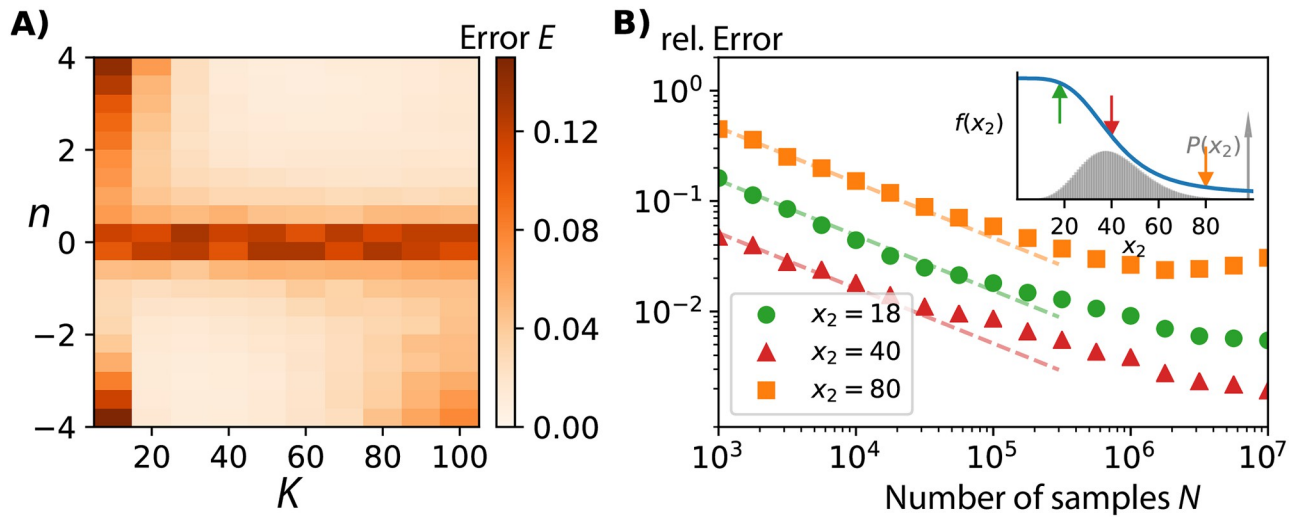 A)
Error E
4
2
n
0
−2
−4
20 40 60 80 100
K
0.12
0.08
0.04
0.00
B)
rel. Error
10⁰
10⁻¹
10⁻²
f(x₂)
P(x₂)
20 40 60 80
x₂
x₂ = 18
x₂ = 40
x₂ = 80
10³ 10⁴ 10⁵ 10⁶ 10⁷
Number of samples N